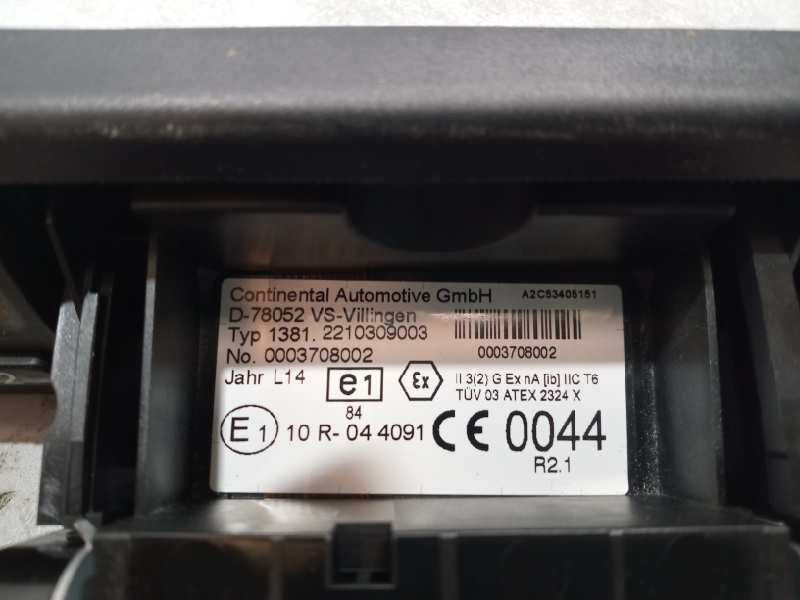 Continental Automotive GmbH A2C53405151
D-78052 VS-Villingen
Typ 1381. 2210309003
No. 0003708002 0003708002
Jahr L14 e1 Ex II 3(2) G Ex nA [ib] IIC T6
84 TÜV 03 ATEX 2324 X
E1 10 R- 04 4091 CE 0044
R2.1